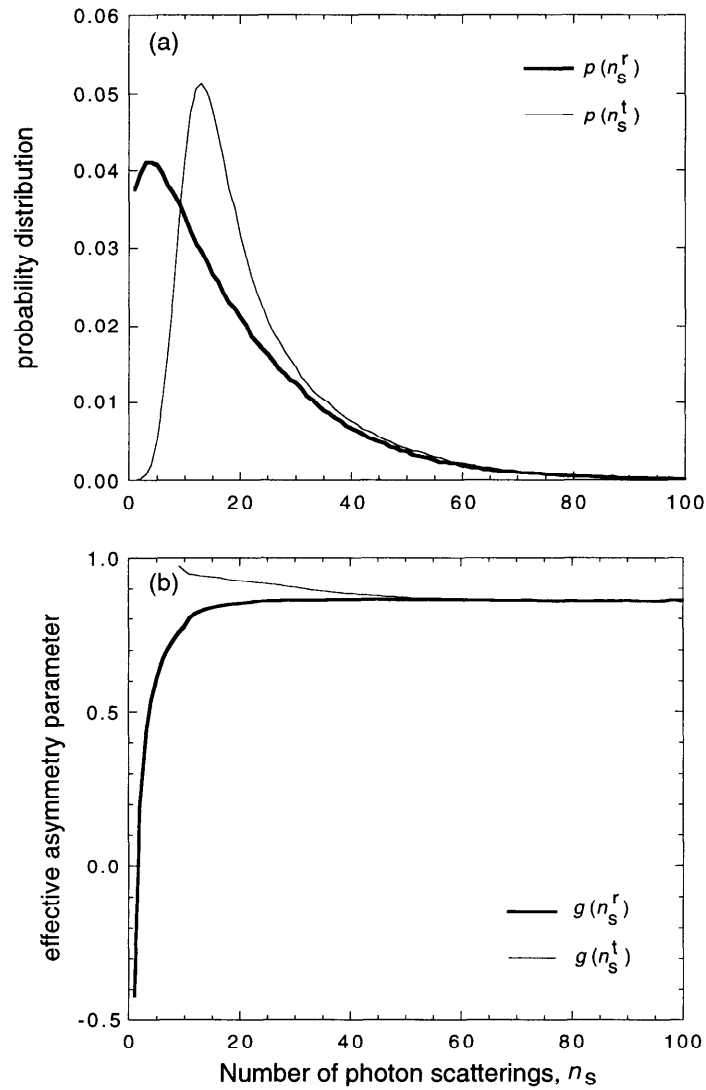 0.06
(a)
p(n_s^r)
p(n_s^t)
0.05
0.04
0.03
0.02
0.01
0.00
probability distribution
0 20 40 60 80 100
1.0
(b)
0.5
0.0
-0.5
effective asymmetry parameter
g(n_s^r)
g(n_s^t)
0 20 40 60 80 100
Number of photon scatterings, n_s